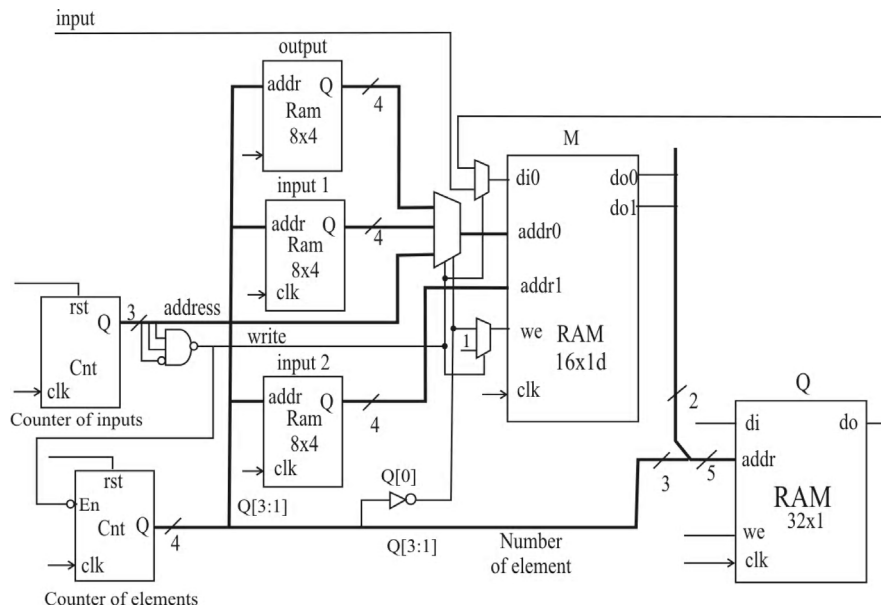 input
output
addr Q
Ram
8x4
4
input 1
addr Q
Ram
8x4
clk
4
M
di0 do0
do1
addr0
addr1
we
RAM
16x1d
clk
1
rst
Q
Cnt
clk
Counter of inputs
3
address
write
input 2
addr Q
Ram
8x4
clk
4
rst
En
Cnt Q
clk
Counter of elements
4
Q[3:1]
Q[0]
Q[3:1]
Number
of element
2
3
5
Q
di do
addr
RAM
32x1
we
clk